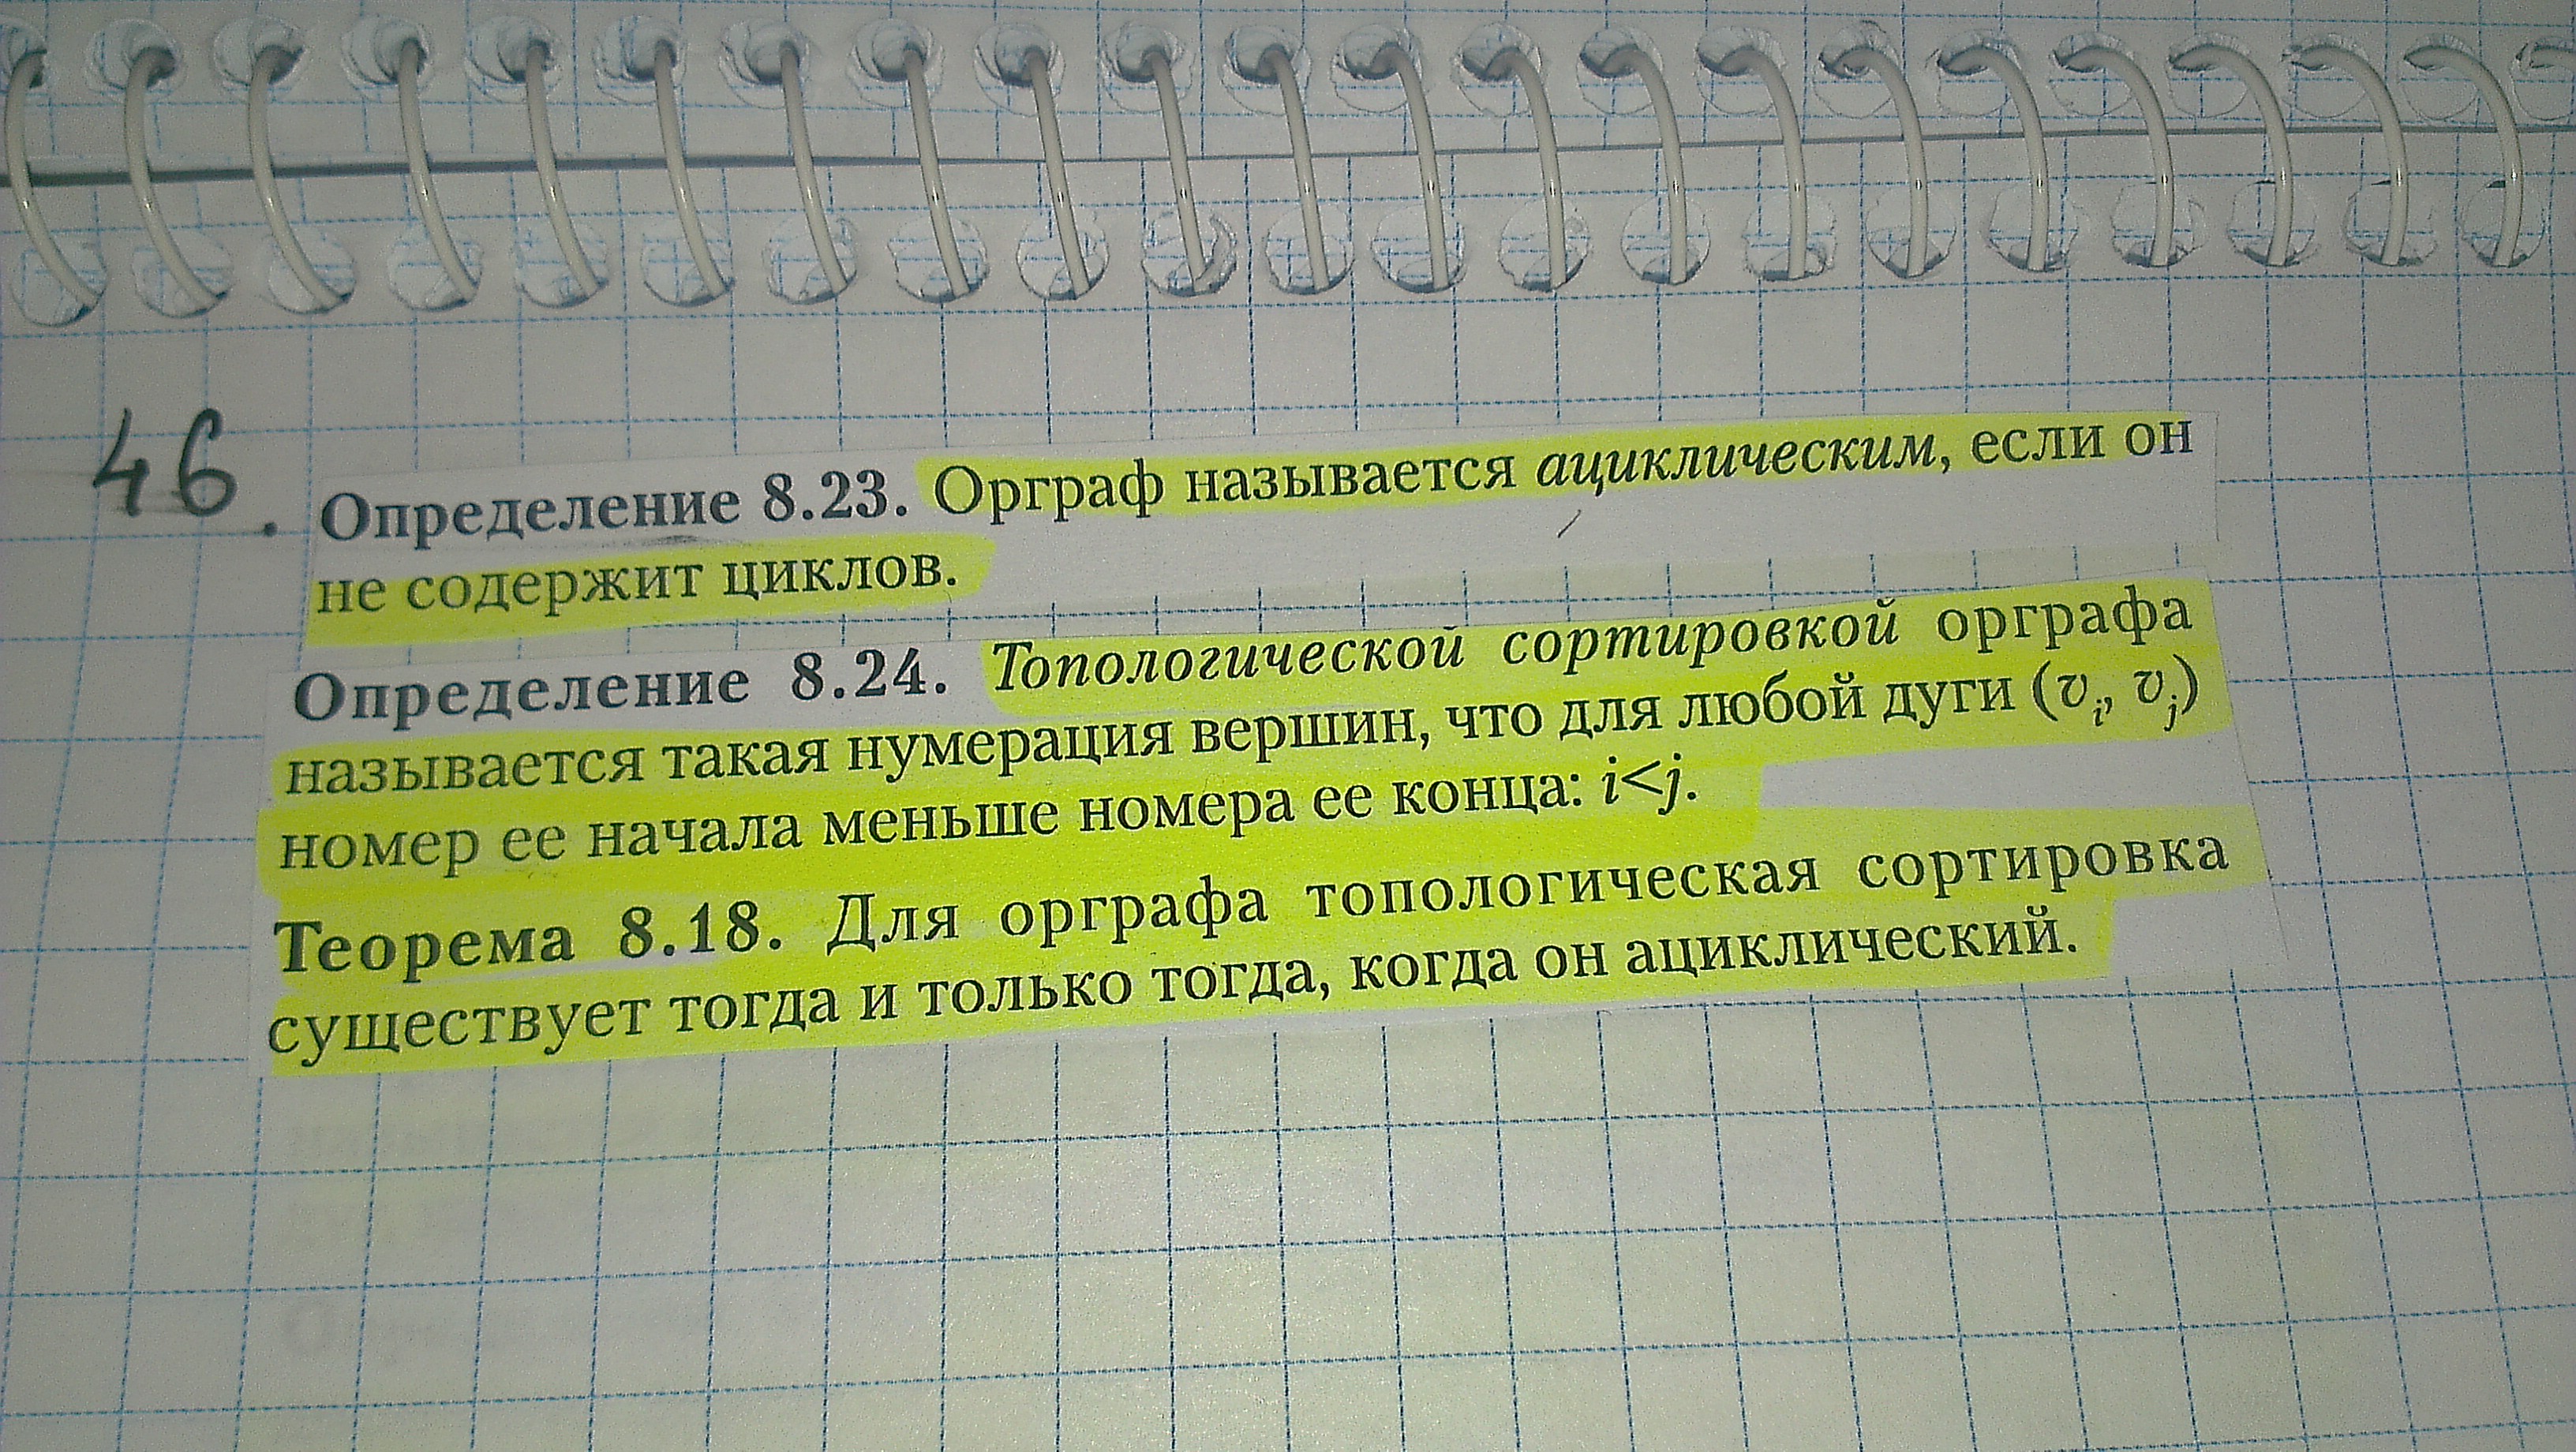 46.
Определение 8.23. Орграф называется ациклическим, если он
не содержит циклов.
Определение 8.24. Топологической сортировкой орграфа
называется такая нумерация вершин, что для любой дуги (vᵢ, vⱼ)
номер ее начала меньше номера ее конца: i<j.
Теорема 8.18. Для орграфа топологическая сортировка
существует тогда и только тогда, когда он ациклический.